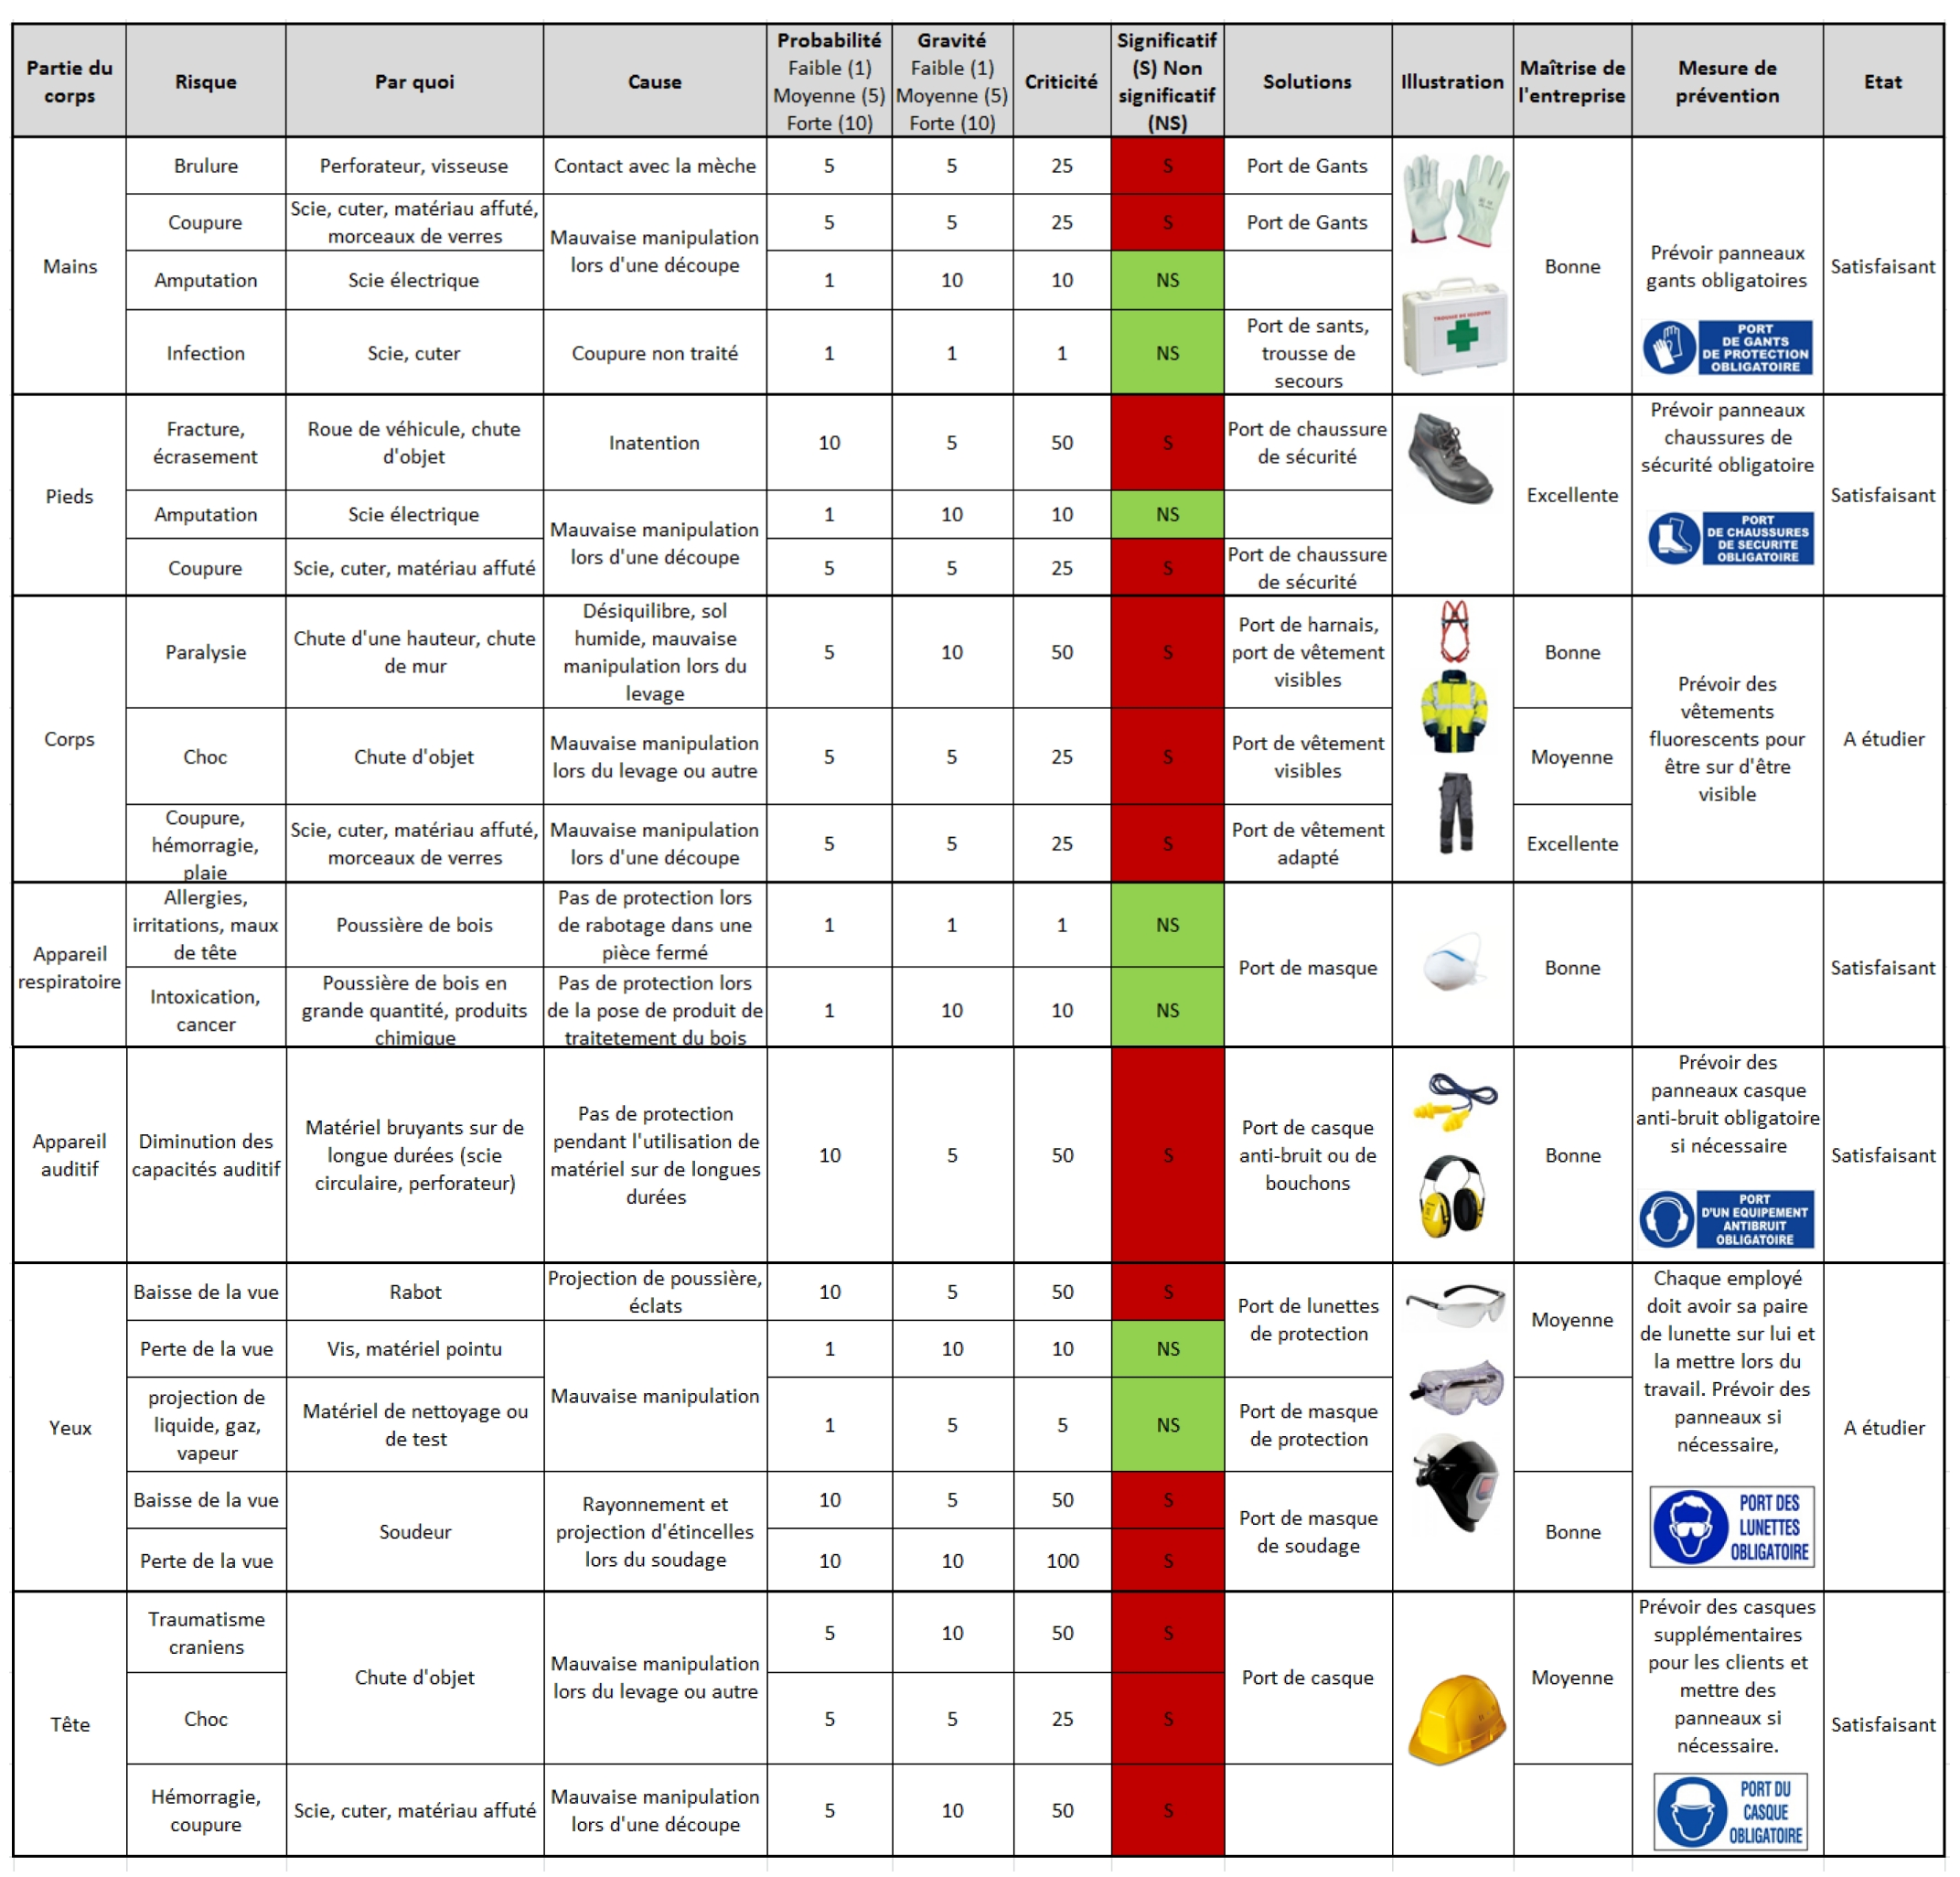 Partie du
corps
Risque
Par quoi
Cause
Probabilité
Faible (1)
Moyenne (5)
Forte (10)
Gravité
Faible (1)
Moyenne (5)
Forte (10)
Criticité
Significatif
(S) Non
significatif
(NS)
Solutions
Illustration
Maîtrise de
l'entreprise
Mesure de
prévention
Etat
Mains
Brulure
Perforateur, visseuse
Contact avec la mèche
5
5
25
S
Port de Gants
Coupure
Scie, cuter, matériau affuté,
morceaux de verres
Mauvaise manipulation
lors d'une découpe
5
5
25
S
Port de Gants
Amputation
Scie électrique
1
10
10
NS
Infection
Scie, cuter
Coupure non traité
1
1
1
NS
Port de sants,
trousse de
secours
TROUSSE DE SECOURS
Bonne
Prévoir panneaux
gants obligatoires
PORT
DE GANTS
DE PROTECTION
OBLIGATOIRE
Satisfaisant
Pieds
Fracture,
écrasement
Roue de véhicule, chute
d'objet
Inatention
10
5
50
S
Port de chaussure
de sécurité
Amputation
Scie électrique
Mauvaise manipulation
lors d'une découpe
1
10
10
NS
Coupure
Scie, cuter, matériau affuté
5
5
25
S
Port de chaussure
de sécurité
Excellente
Prévoir panneaux
chaussures de
sécurité obligatoire
PORT
DE CHAUSSURES
DE SECURITE
OBLIGATOIRE
Satisfaisant
Corps
Paralysie
Chute d'une hauteur, chute
de mur
Désiquilibre, sol
humide, mauvaise
manipulation lors du
levage
5
10
50
S
Port de harnais,
port de vêtement
visibles
Bonne
Choc
Chute d'objet
Mauvaise manipulation
lors du levage ou autre
5
5
25
S
Port de vêtement
visibles
Moyenne
Coupure,
hémorragie,
plaie
Scie, cuter, matériau affuté,
morceaux de verres
Mauvaise manipulation
lors d'une découpe
5
5
25
S
Port de vêtement
adapté
Excellente
Prévoir des
vêtements
fluorescents pour
être sur d'être
visible
A étudier
Appareil
respiratoire
Allergies,
irritations, maux
de tête
Poussière de bois
Pas de protection lors
de rabotage dans une
pièce fermé
1
1
1
NS
Intoxication,
cancer
Poussière de bois en
grande quantité, produits
chimique
Pas de protection lors
de la pose de produit de
traitetement du bois
1
10
10
NS
Port de masque
Bonne
Satisfaisant
Appareil
auditif
Diminution des
capacités auditif
Matériel bruyants sur de
longue durées (scie
circulaire, perforateur)
Pas de protection
pendant l'utilisation de
matériel sur de longues
durées
10
5
50
S
Port de casque
anti-bruit ou de
bouchons
Bonne
Prévoir des
panneaux casque
anti-bruit obligatoire
si nécessaire
PORT
D'UN EQUIPEMENT
ANTIBRUIT
OBLIGATOIRE
Satisfaisant
Yeux
Baisse de la vue
Rabot
Projection de poussière,
éclats
10
5
50
S
Port de lunettes
de protection
Moyenne
Perte de la vue
Vis, matériel pointu
Mauvaise manipulation
1
10
10
NS
projection de
liquide, gaz,
vapeur
Matériel de nettoyage ou
de test
1
5
5
NS
Port de masque
de protection
Baisse de la vue
Soudeur
Rayonnement et
projection d'étincelles
lors du soudage
10
5
50
S
Port de masque
de soudage
Bonne
Perte de la vue
10
10
100
S
Chaque employé
doit avoir sa paire
de lunette sur lui et
la mettre lors du
travail. Prévoir des
panneaux si
nécessaire,
PORT DES
LUNETTES
OBLIGATOIRE
A étudier
Tête
Traumatisme
craniens
Chute d'objet
Mauvaise manipulation
lors du levage ou autre
5
10
50
S
Port de casque
Moyenne
Choc
5
5
25
S
Hémorragie,
coupure
Scie, cuter, matériau affuté
Mauvaise manipulation
lors d'une découpe
5
10
50
S
Prévoir des casques
supplémentaires
pour les clients et
mettre des
panneaux si
nécessaire.
PORT DU
CASQUE
OBLIGATOIRE
Satisfaisant